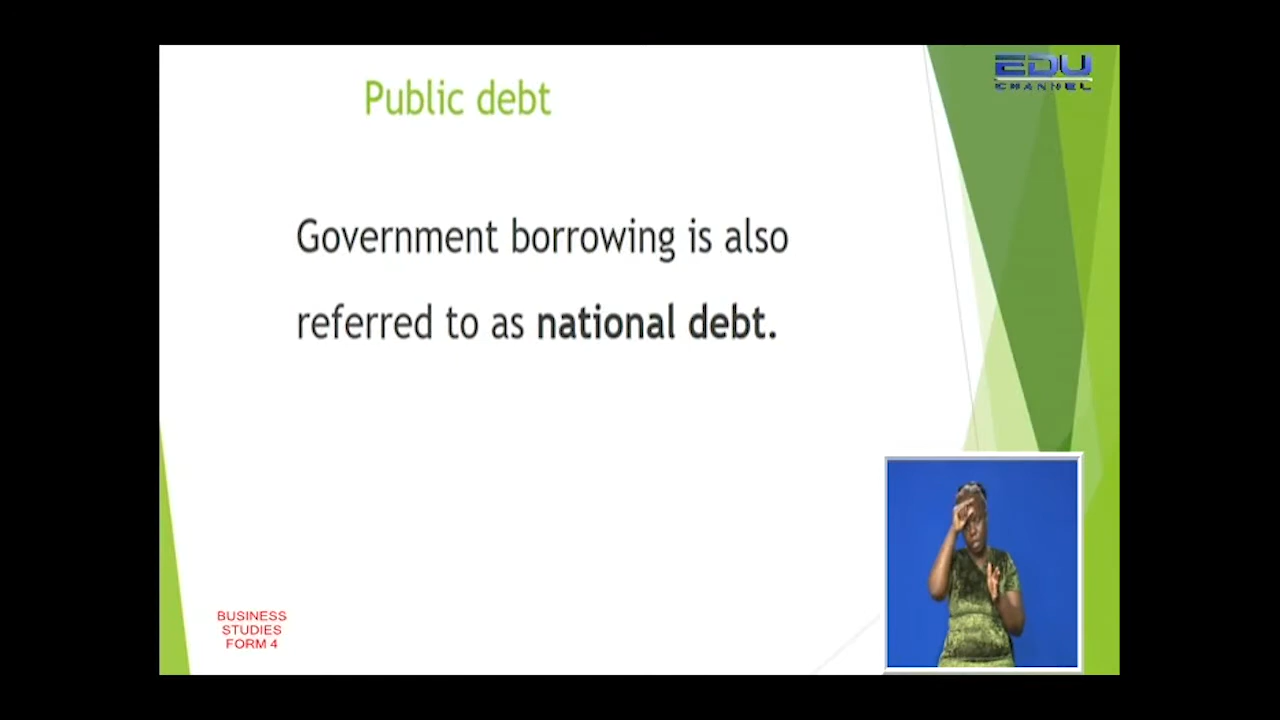 EDU
CHANNEL
Public debt
Government borrowing is also
referred to as national debt.
BUSINESS
STUDIES
FORM 4